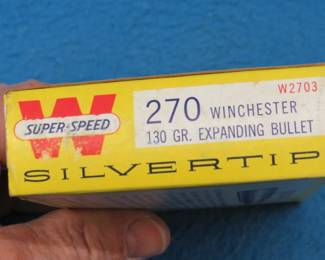 W
SUPER-SPEED
W2703
270 WINCHESTER
130 GR. EXPANDING BULLET
SILVERTIP